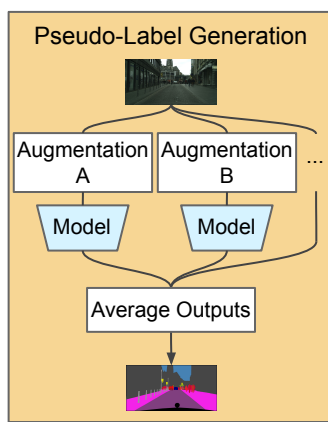 Pseudo-Label Generation
Augmentation
A
Augmentation
B
...
Model
Model
Average Outputs